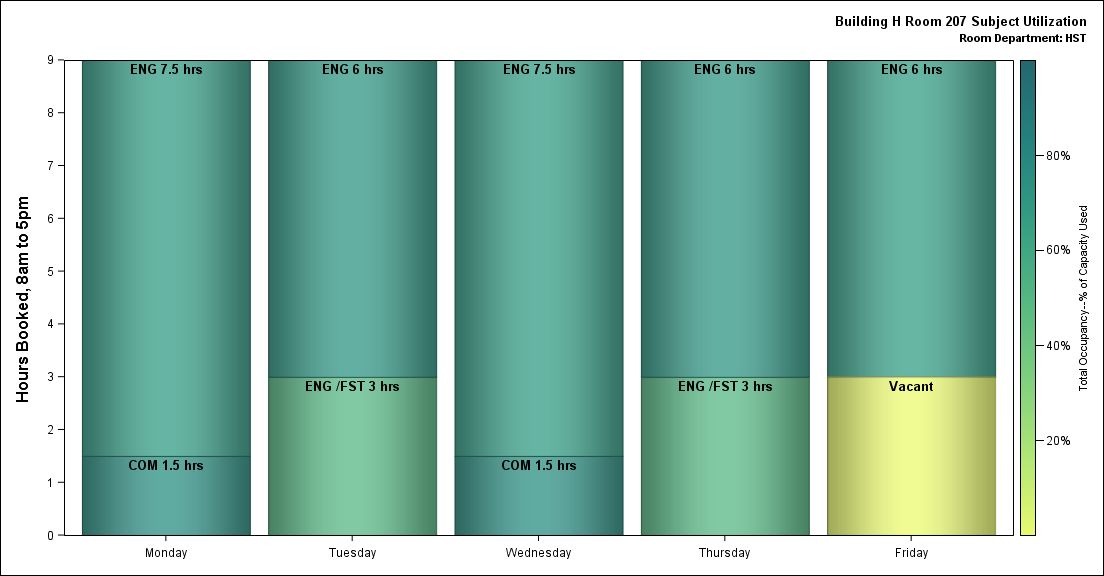 Building H Room 207 Subject Utilization
Room Department: HST
Hours Booked, 8am to 5pm
9
8
7
6
5
4
3
2
1
0
ENG 7.5 hrs
COM 1.5 hrs
ENG 6 hrs
ENG /FST 3 hrs
ENG 7.5 hrs
COM 1.5 hrs
ENG 6 hrs
ENG /FST 3 hrs
ENG 6 hrs
Vacant
Monday
Tuesday
Wednesday
Thursday
Friday
80%
60%
40%
20%
Total Occupancy--% of Capacity Used